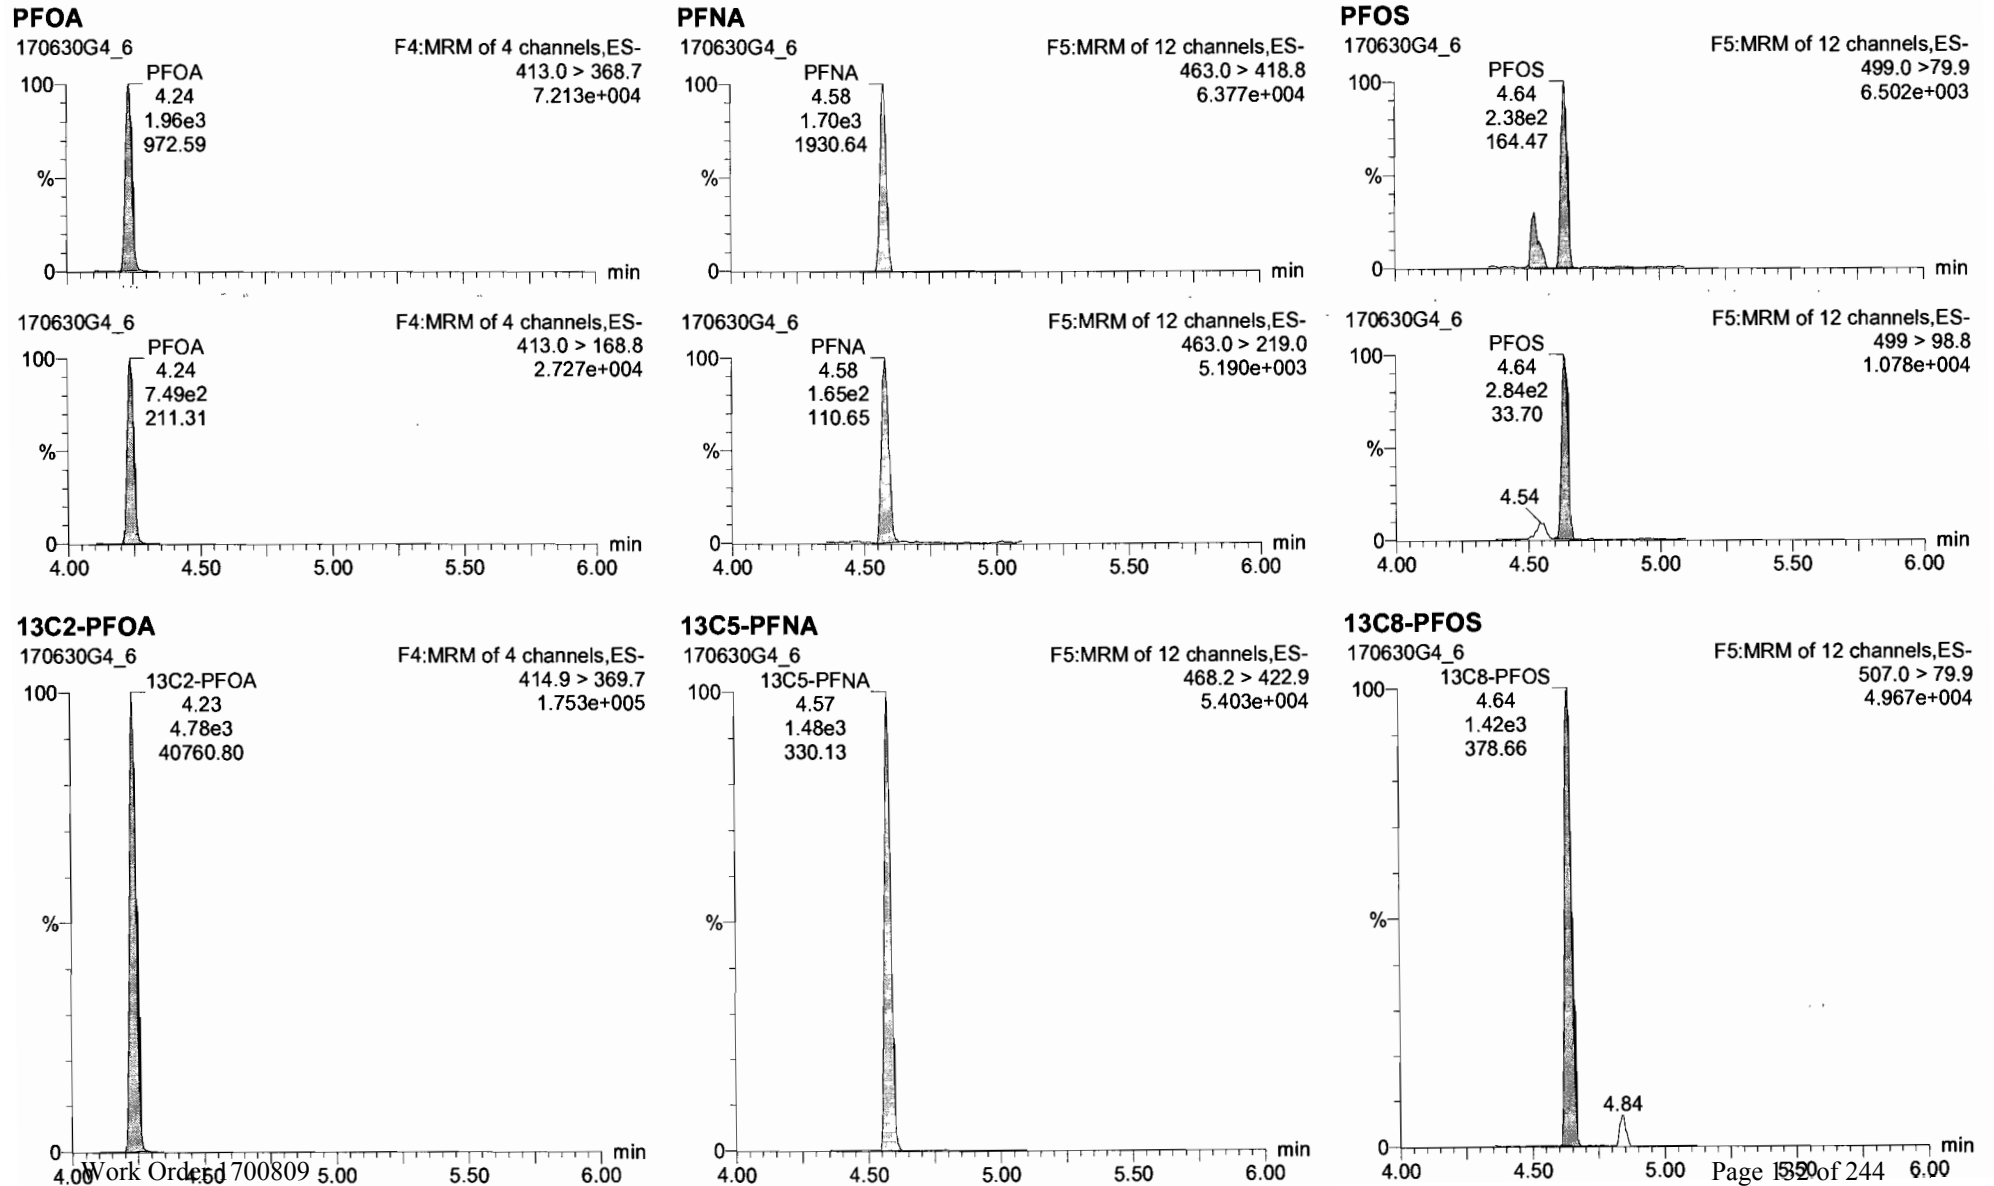 PFOA
170630G4_6
F4:MRM of 4 channels,ES-
413.0 > 368.7
7.213e+004
PFOA
4.24
1.96e3
972.59
100
%
0
min
170630G4_6
F4:MRM of 4 channels,ES-
413.0 > 168.8
2.727e+004
PFOA
4.24
7.49e2
211.31
100
%
0
min
4.00 4.50 5.00 5.50 6.00
PFNA
170630G4_6
F5:MRM of 12 channels,ES-
463.0 > 418.8
6.377e+004
PFNA
4.58
1.70e3
1930.64
100
%
0
min
170630G4_6
F5:MRM of 12 channels,ES-
463.0 > 219.0
5.190e+003
PFNA
4.58
1.65e2
110.65
100
%
0
min
4.00 4.50 5.00 5.50 6.00
PFOS
170630G4_6
F5:MRM of 12 channels,ES-
499.0 >79.9
6.502e+003
PFOS
4.64
2.38e2
164.47
100
%
0
min
170630G4_6
F5:MRM of 12 channels,ES-
499 > 98.8
1.078e+004
PFOS
4.64
2.84e2
33.70
100
%
4.54
0
min
4.00 4.50 5.00 5.50 6.00
13C2-PFOA
170630G4_6
F4:MRM of 4 channels,ES-
414.9 > 369.7
1.753e+005
13C2-PFOA
4.23
4.78e3
40760.80
100
%
0
min
4.00 4.50 5.00 5.50 6.00
13C5-PFNA
170630G4_6
F5:MRM of 12 channels,ES-
468.2 > 422.9
5.403e+004
13C5-PFNA
4.57
1.48e3
330.13
100
%
0
min
4.00 4.50 5.00 5.50 6.00
13C8-PFOS
170630G4_6
F5:MRM of 12 channels,ES-
507.0 > 79.9
4.967e+004
13C8-PFOS
4.64
1.42e3
378.66
100
%
4.84
0
min
4.00 4.50 5.00 5.50 6.00
Work Order 1700809
Page 132 of 244